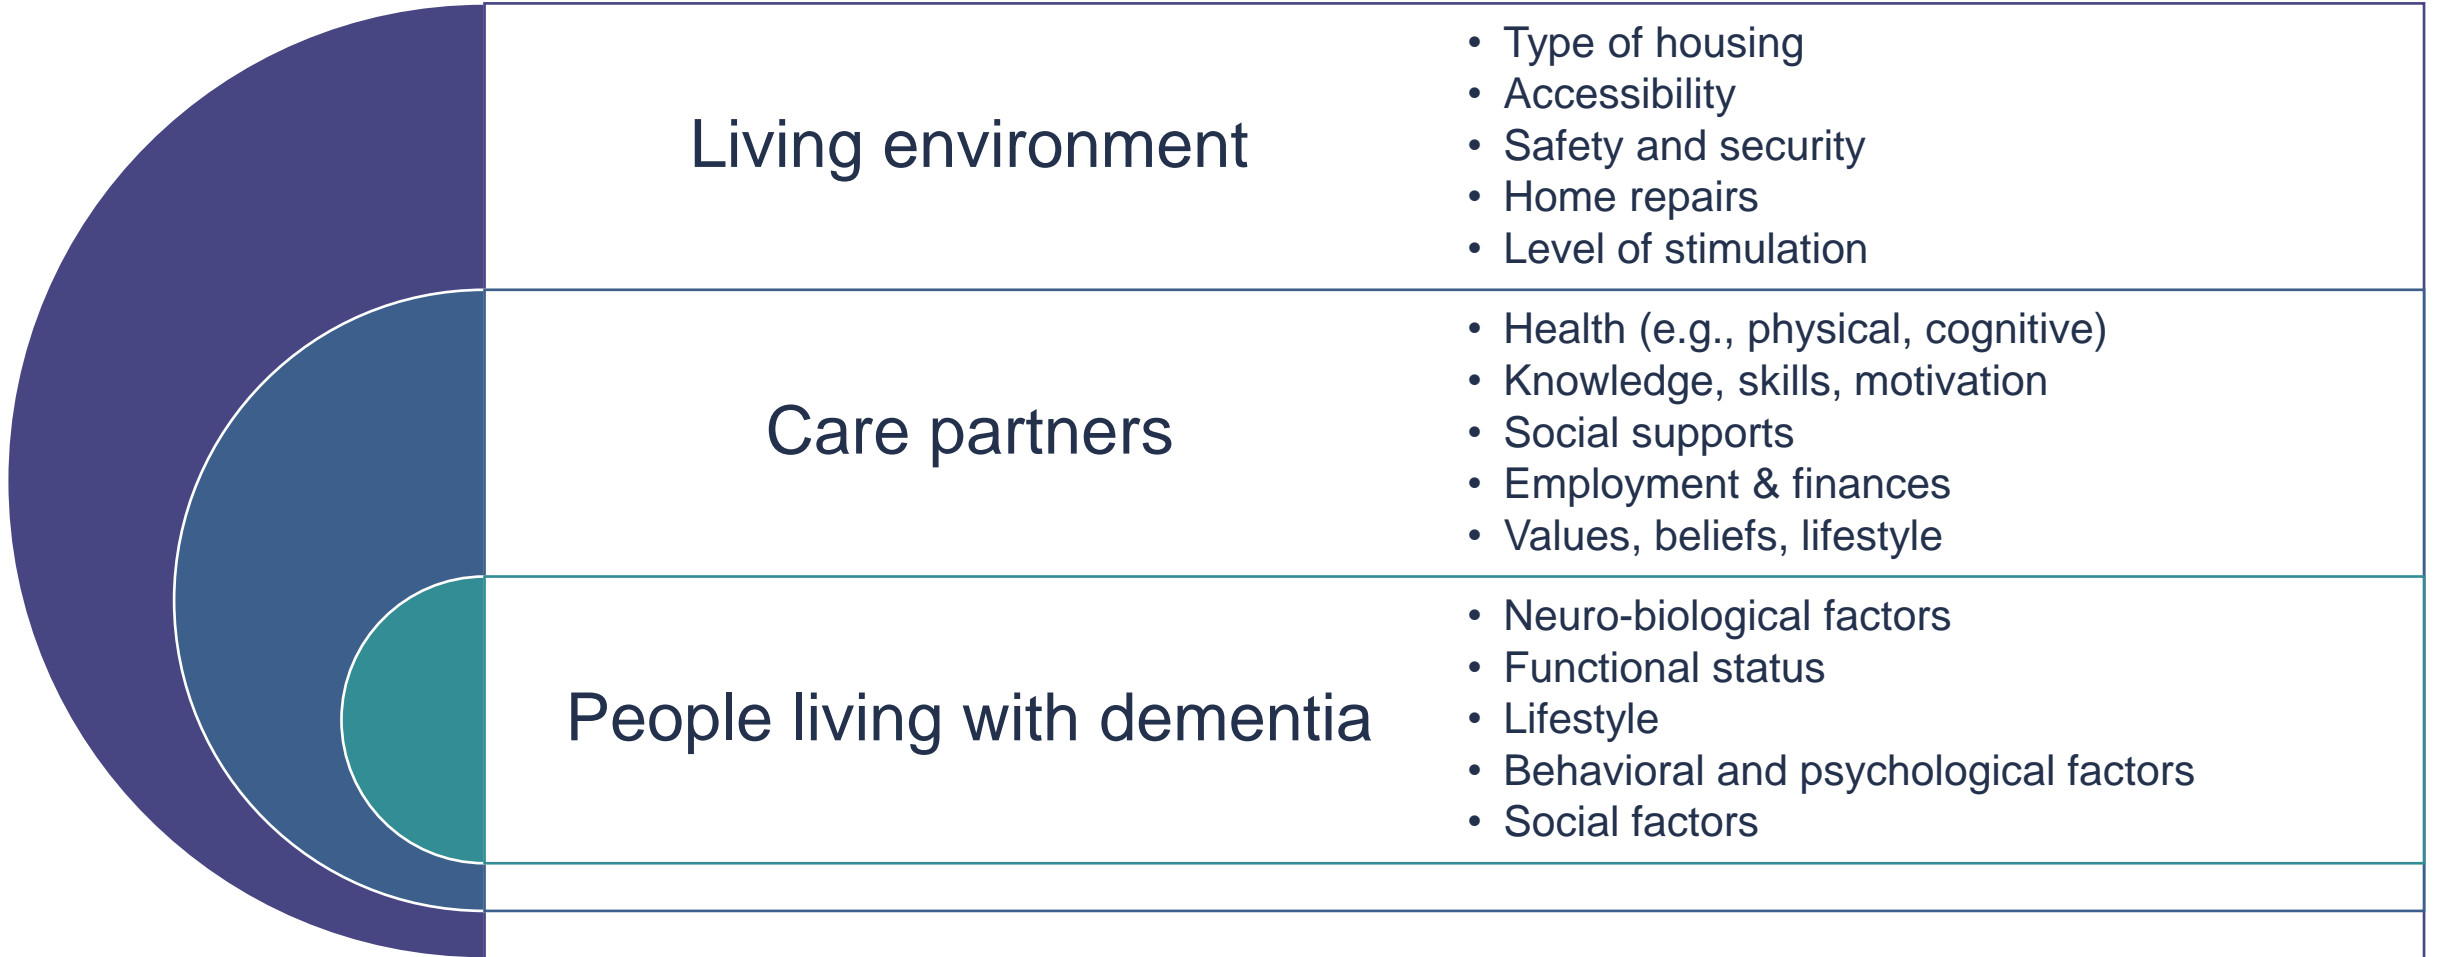 Living environment
• Type of housing
• Accessibility
• Safety and security
• Home repairs
• Level of stimulation
Care partners
• Health (e.g., physical, cognitive)
• Knowledge, skills, motivation
• Social supports
• Employment & finances
• Values, beliefs, lifestyle
People living with dementia
• Neuro-biological factors
• Functional status
• Lifestyle
• Behavioral and psychological factors
• Social factors